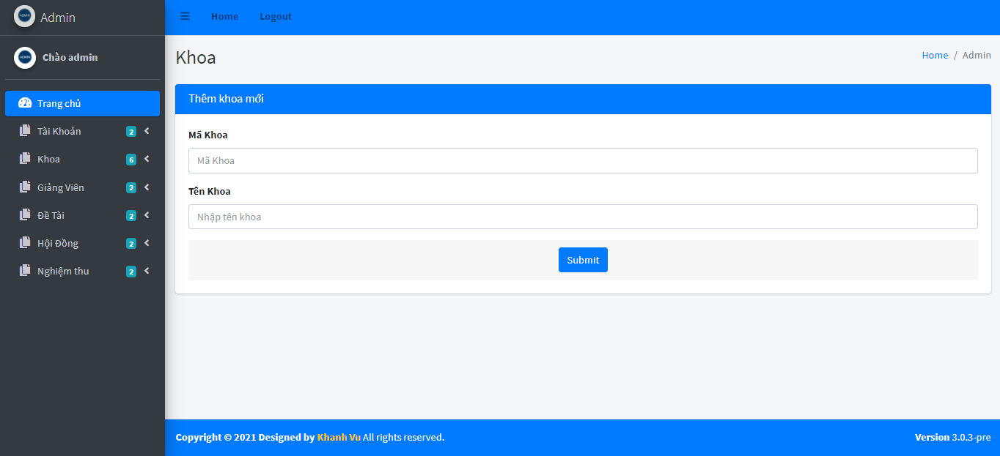 Admin
Home
Logout
Chào admin
Khoa
Home / Admin
Trang chủ
Tài Khoản 2
Khoa 6
Giảng Viên 2
Đề Tài 2
Hội Đồng 2
Nghiệm thu 2
Thêm khoa mới
Mã Khoa
Mã Khoa
Tên Khoa
Nhập tên khoa
Submit
Copyright © 2021 Designed by Khanh Vu All rights reserved.
Version 3.0.3-pre